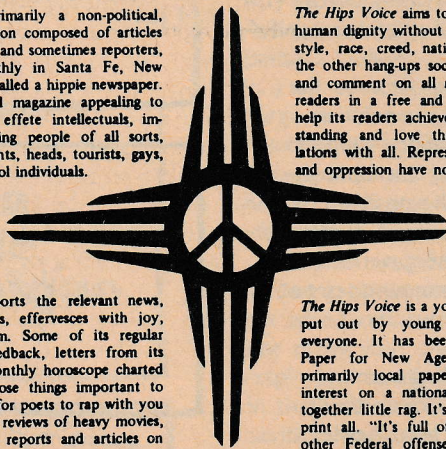 rimarily a non-political,
on composed of articles
and sometimes reporters,
hly in Santa Fe, New
alled a hippie newspaper.
l magazine appealing to
effete intellectuals, im-
ing people of all sorts,
nts, heads, tourists, gays,
ol individuals.
orts the relevant news,
s, effervesces with joy,
m. Some of its regular
edback, letters from its
onthly horoscope charted
ose things important to
for poets to rap with you
reviews of heavy movies,
reports and articles on
The Hips Voice aims to
human dignity without
style, race, creed, nati
the other hang-ups soc
and comment on all
readers in a free and
help its readers achieve
standing and love th
lations with all. Repres
and oppression have no
The Hips Voice is a yo
put out by young
everyone. It has bee
Paper for New Age
primarily local pape
interest on a nationa
together little rag. It's
print all. "It's full o
other Federal offense